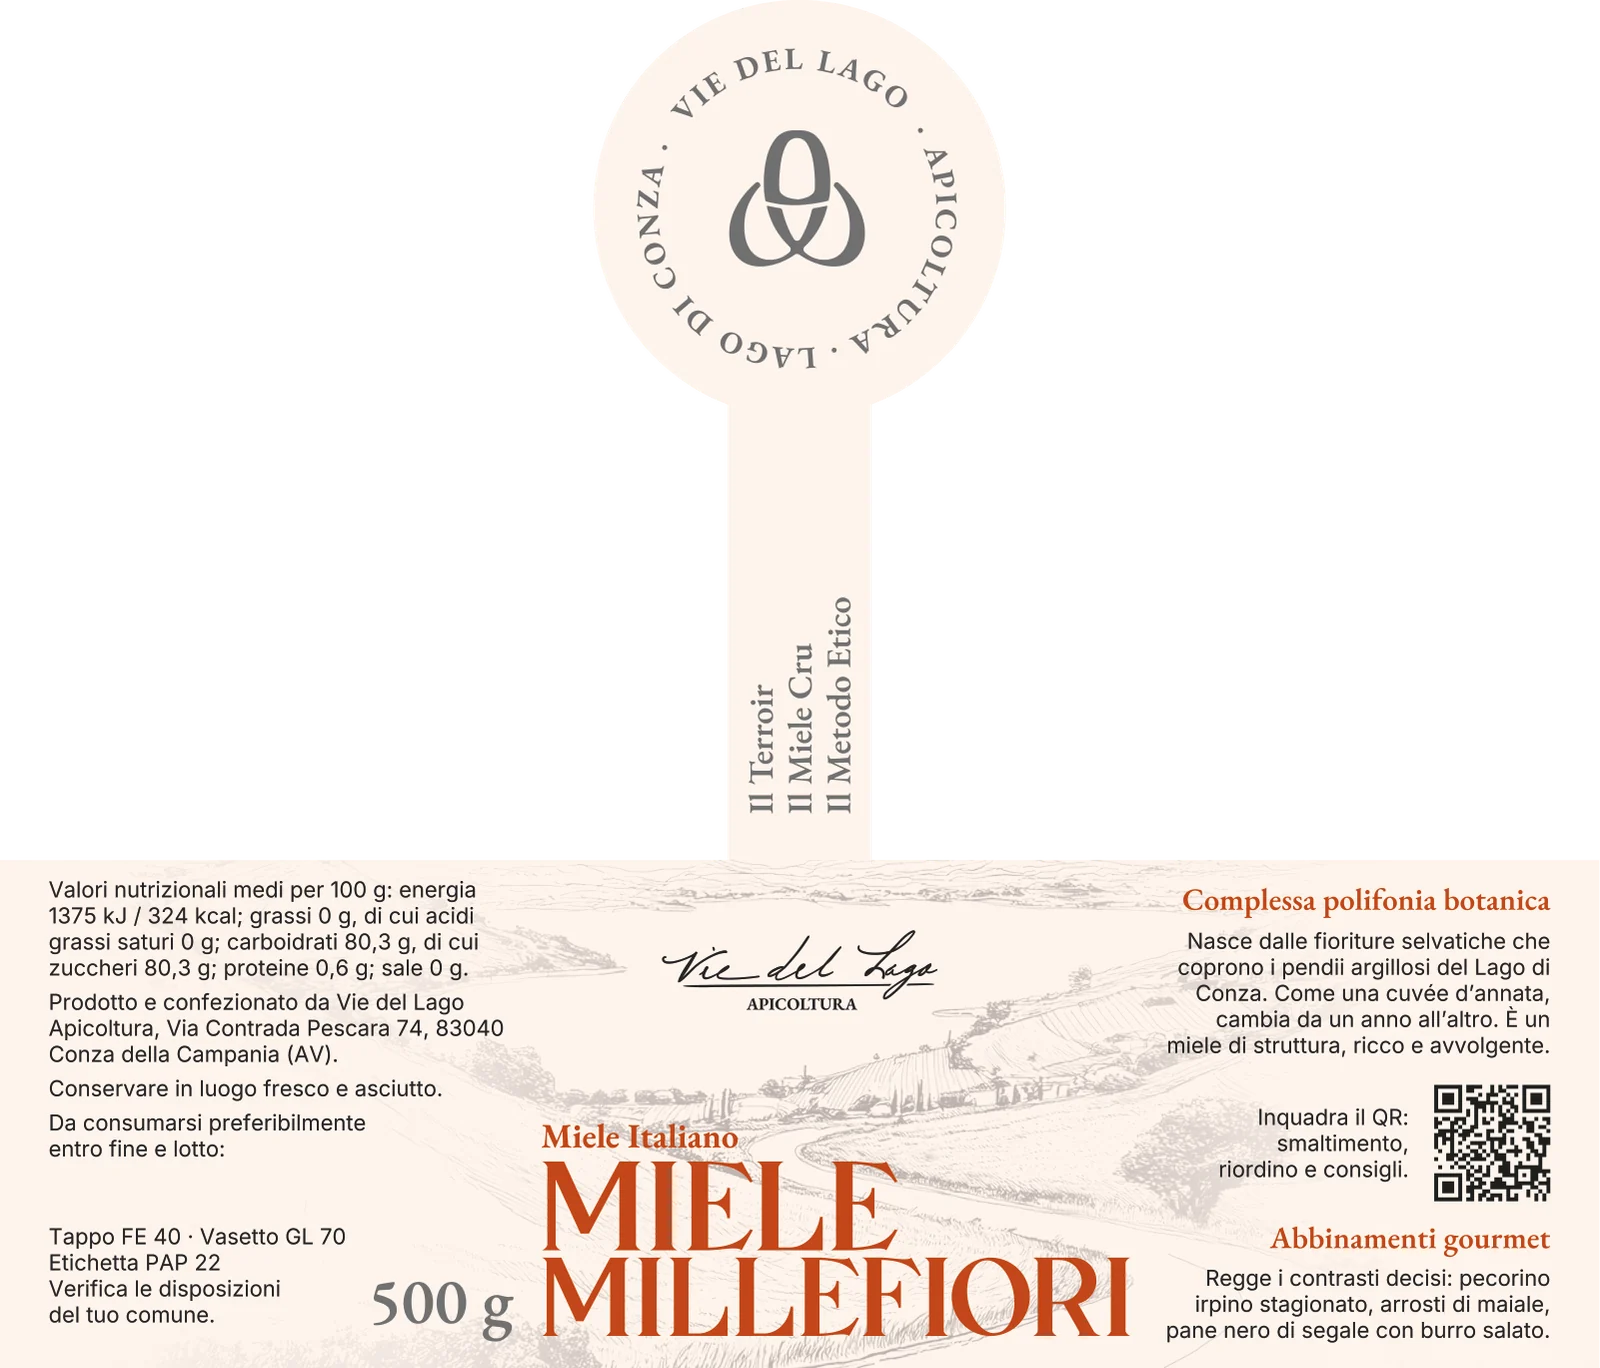 VIE DEL LAGO · APICOLTURA · LAGO DI CONZA ·
Il Terroir
Il Miele Cru
Il Metodo Etico
Valori nutrizionali medi per 100 g: energia
1375 kJ / 324 kcal; grassi 0 g, di cui acidi
grassi saturi 0 g; carboidrati 80,3 g, di cui
zuccheri 80,3 g; proteine 0,6 g; sale 0 g.
Prodotto e confezionato da Vie del Lago
Apicoltura, Via Contrada Pescara 74, 83040
Conza della Campania (AV).
Conservare in luogo fresco e asciutto.
Da consumarsi preferibilmente
entro fine e lotto:
Tappo FE 40 · Vasetto GL 70
Etichetta PAP 22
Verifica le disposizioni
del tuo comune.
500 g
Vie del Lago
APICOLTURA
Miele Italiano
MIELE
MILLEFIORI
Complessa polifonia botanica
Nasce dalle fioriture selvatiche che
coprono i pendii argillosi del Lago di
Conza. Come una cuvée d’annata,
cambia da un anno all’altro. È un
miele di struttura, ricco e avvolgente.
Inquadra il QR:
smaltimento,
riordino e consigli.
Abbinamenti gourmet
Regge i contrasti decisi: pecorino
irpino stagionato, arrosti di maiale,
pane nero di segale con burro salato.